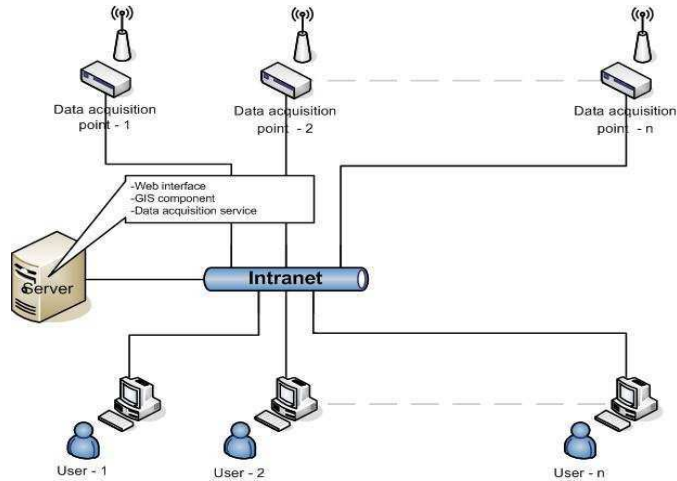 Data acquisition
point - 1
Data acquisition
point - 2
Data acquisition
point - n
-Web interface
-GIS component
-Data acquisition service
Server
Intranet
User - 1
User - 2
User - n